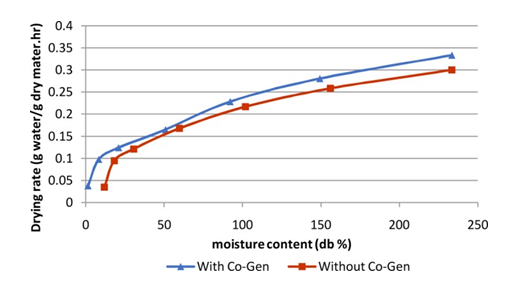 0.4
0.35
0.3
0.25
0.2
0.15
0.1
0.05
0
Drying rate (g water/g dry mater.hr)
0 50 100 150 200 250
moisture content (db %)
With Co-Gen Without Co-Gen